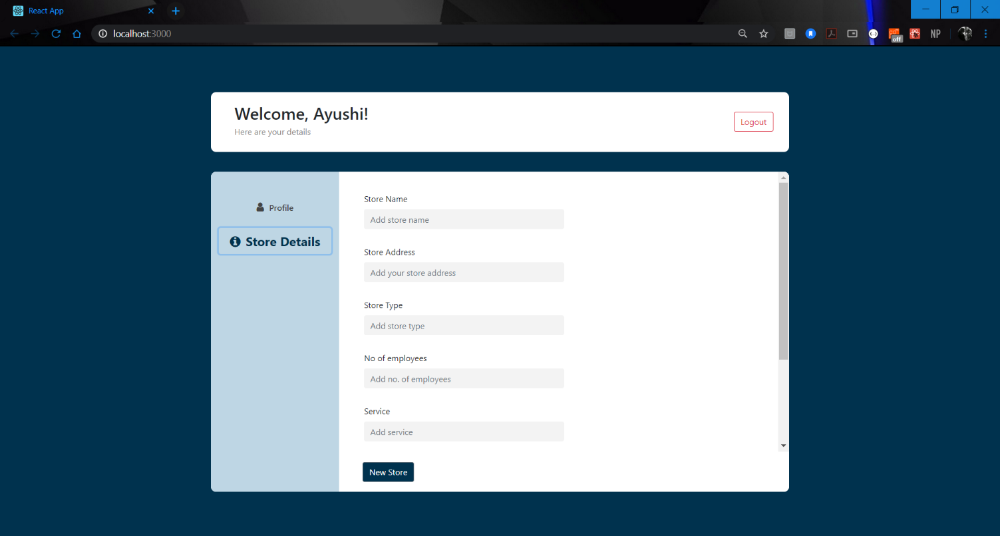 React App
localhost:3000
off
NP
Welcome, Ayushi!
Here are your details
Logout
Profile
Store Details
Store Name
Add store name
Store Address
Add your store address
Store Type
Add store type
No of employees
Add no. of employees
Service
Add service
New Store